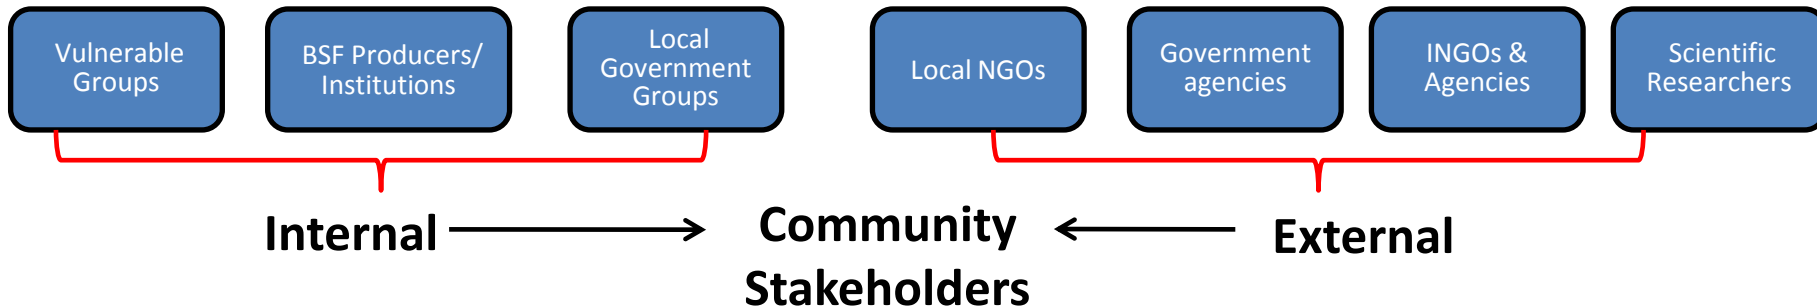 Vulnerable
Groups
BSF Producers/
Institutions
Local
Government
Groups
Local NGOs
Government
agencies
INGOs &
Agencies
Scientific
Researchers
Internal
Community
Stakeholders
External